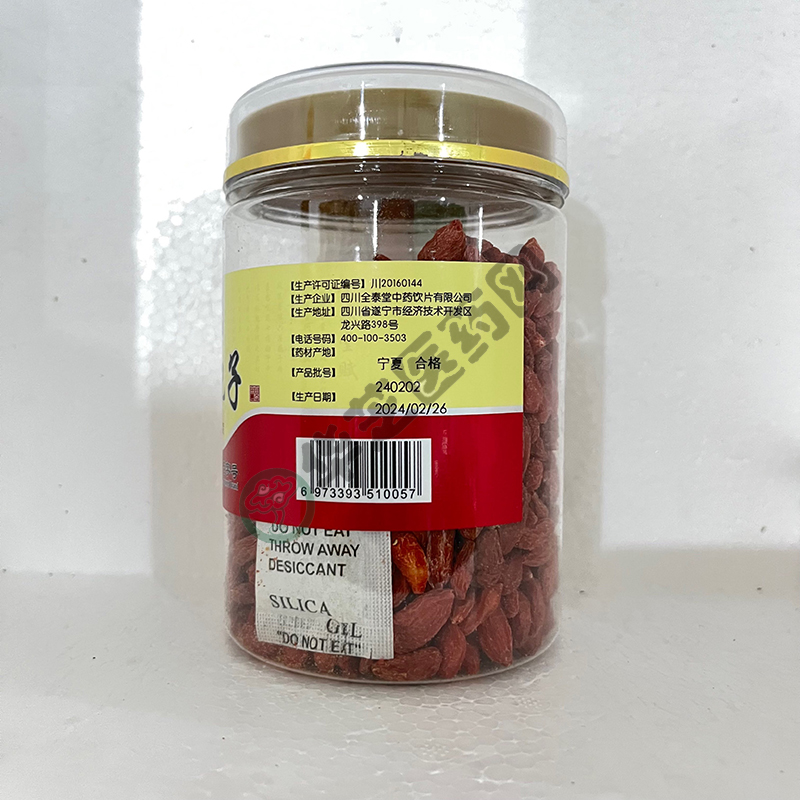 【生产许可证编号】川20160144
【生产企业】四川全泰堂中药饮片有限公司
【生产地址】四川省遂宁市经济技术开发区
龙兴路398号
【电话号码】400-100-3503
【药材产地】
宁夏 合格
【产品批号】
240202
【生产日期】
2024/02/26
子
6 973393 510057
DO NOT EAT
THROW AWAY
DESICCANT
SILICA
GEL
"DO NOT EAT"
医药网